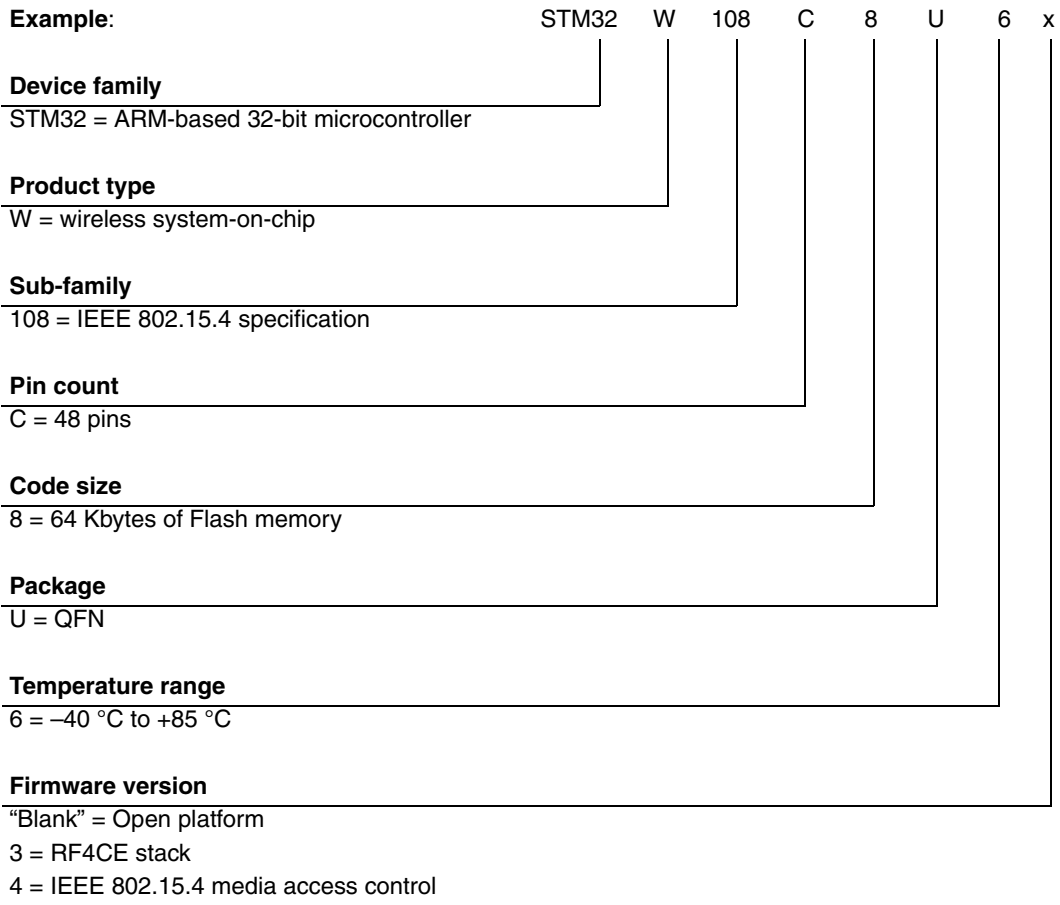 Example: STM32 W 108 C 8 U 6 x
Device family
STM32 = ARM-based 32-bit microcontroller
Product type
W = wireless system-on-chip
Sub-family
108 = IEEE 802.15.4 specification
Pin count
C = 48 pins
Code size
8 = 64 Kbytes of Flash memory
Package
U = QFN
Temperature range
6 = –40 °C to +85 °C
Firmware version
“Blank” = Open platform
3 = RF4CE stack
4 = IEEE 802.15.4 media access control